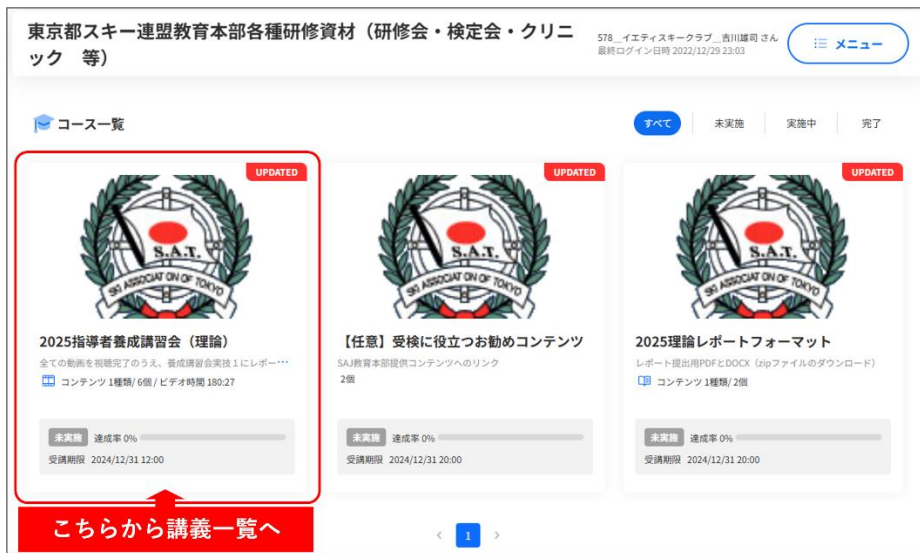 東京都スキー連盟教育本部各種研修資材（研修会・検定会・クリニ
ック　等）
578__イエティスキークラブ__吉川雄司 さん
最終ログイン日時 2022/12/29 23:03
メニュー
コース一覧
すべて
未実施
実施中
完了
UPDATED
S.A.T.
SKI ASSOCIATION OF TOKYO
2025指導者養成講習会（理論）
全ての動画を視聴完了のうえ、養成講習会実技１にレポー…
コンテンツ 1種類/ 6個 / ビデオ時間 180:27
未実施 達成率 0%
受講期限 2024/12/31 12:00
UPDATED
S.A.T.
SKI ASSOCIATION OF TOKYO
【任意】受検に役立つお勧めコンテンツ
SAJ教育本部提供コンテンツへのリンク
2個
未実施 達成率 0%
受講期限 2024/12/31 20:00
UPDATED
S.A.T.
SKI ASSOCIATION OF TOKYO
2025理論レポートフォーマット
レポート提出用PDFとDOCX（zipファイルのダウンロード）
コンテンツ 1種類/ 2個
未実施 達成率 0%
受講期限 2024/12/31 20:00
こちらから講義一覧へ
< 1 >